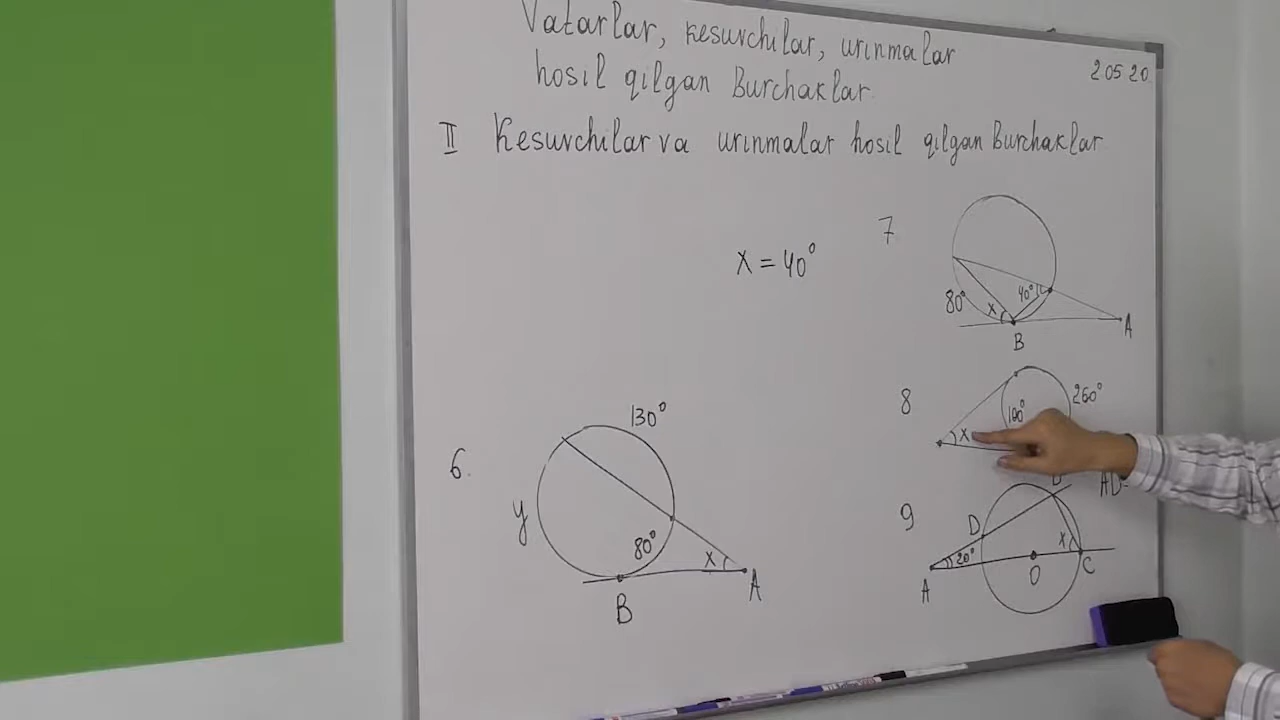 Vatarlar, kesuvchilar, urinmalar
hosil qilgan Burchaklar.
2 05 20
II Kesuvchilar va urinmalar hosil qilgan Burchaklar
x = 40°
7
80°
x
40°
B
A
8
260°
100°
x
6.
130°
y
80°
x
A
B
9
D
20°
x
A
O
C